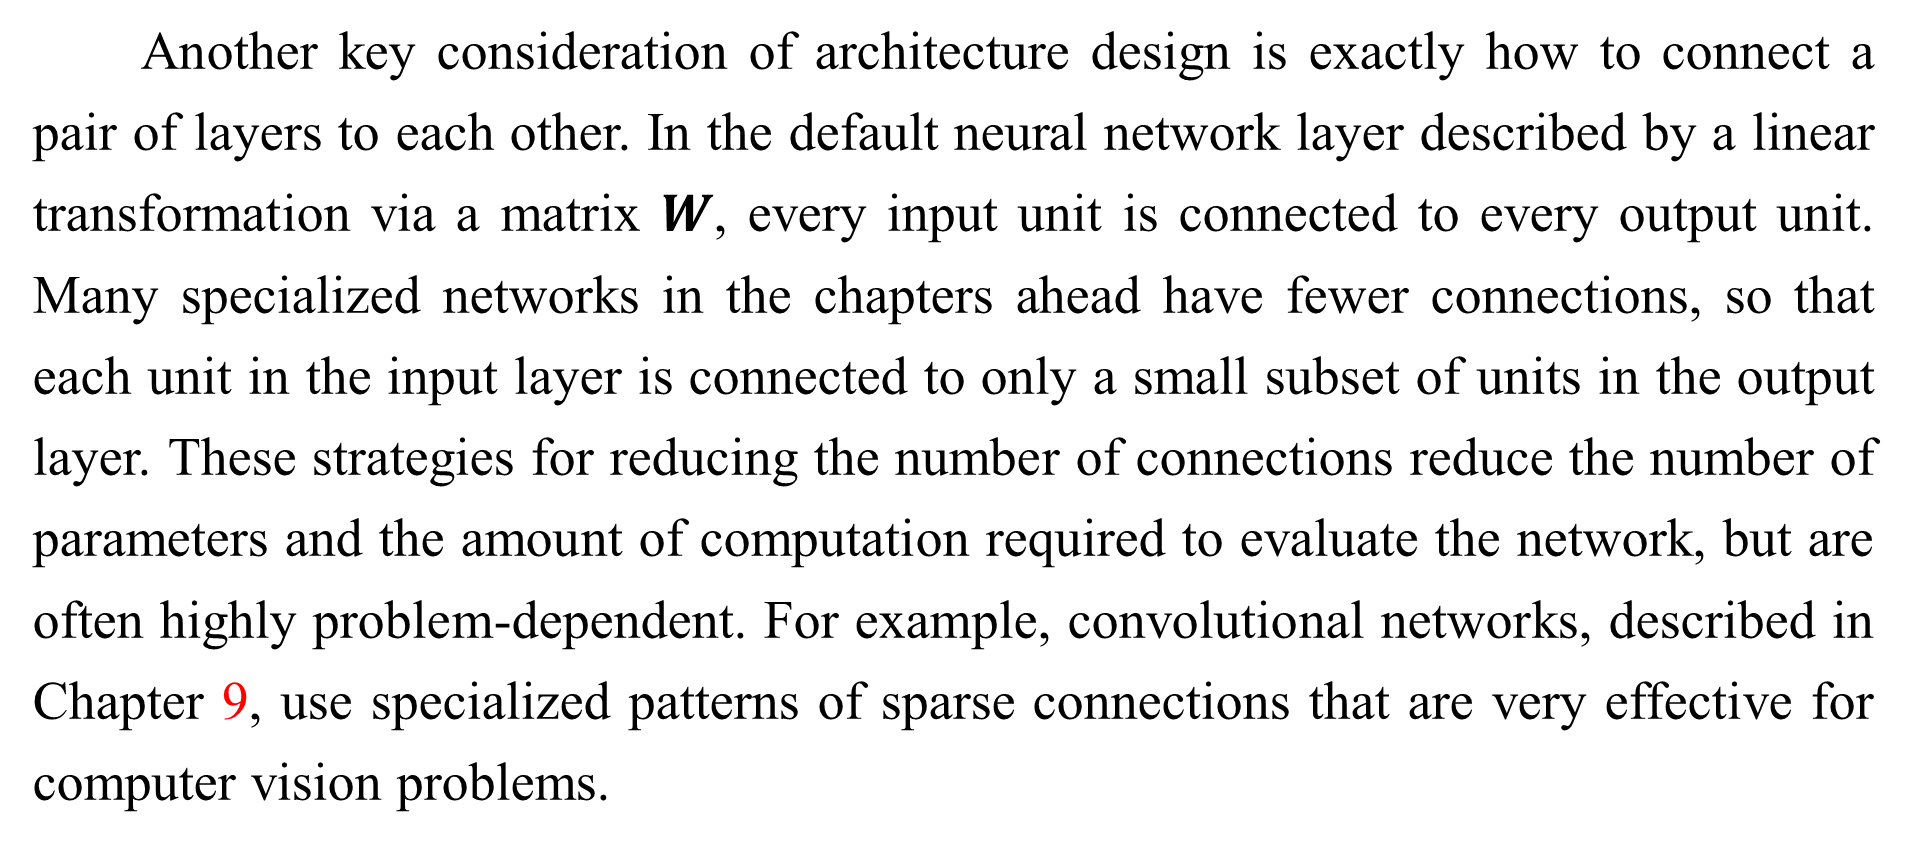 Another key consideration of architecture design is exactly how to connect a
pair of layers to each other. In the default neural network layer described by a linear
transformation via a matrix W, every input unit is connected to every output unit.
Many specialized networks in the chapters ahead have fewer connections, so that
each unit in the input layer is connected to only a small subset of units in the output
layer. These strategies for reducing the number of connections reduce the number of
parameters and the amount of computation required to evaluate the network, but are
often highly problem-dependent. For example, convolutional networks, described in
Chapter 9, use specialized patterns of sparse connections that are very effective for
computer vision problems.